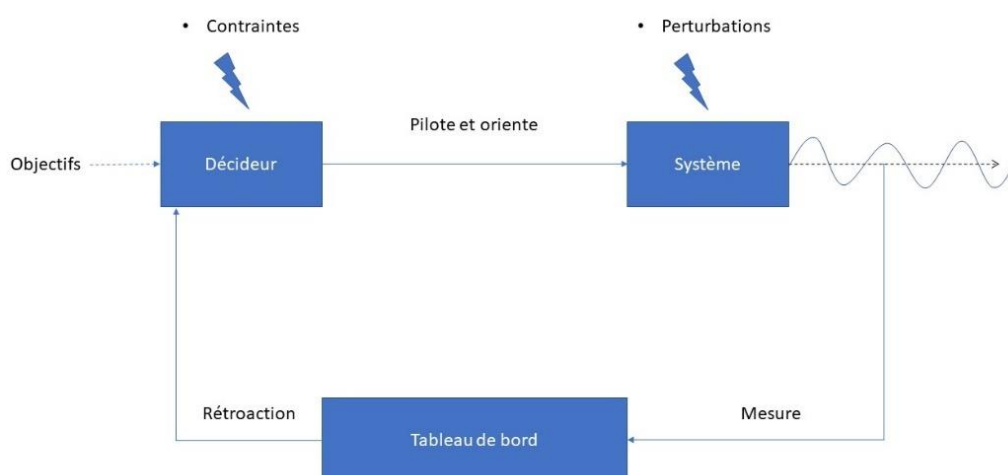 • Contraintes
• Perturbations
Pilote et oriente
Objectifs
Décideur
Système
Rétroaction
Mesure
Tableau de bord